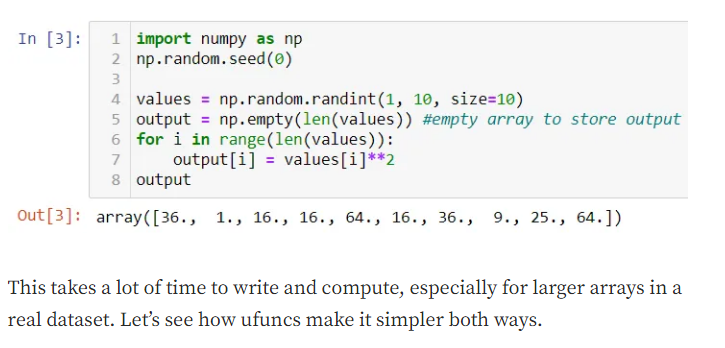 In [3]:
1 import numpy as np
2 np.random.seed(0)
3
4 values = np.random.randint(1, 10, size=10)
5 output = np.empty(len(values)) #empty array to store output
6 for i in range(len(values)):
7     output[i] = values[i]**2
8 output
Out[3]: array([36.,  1., 16., 16., 64., 16., 36.,  9., 25., 64.])
This takes a lot of time to write and compute, especially for larger arrays in a
real dataset. Let’s see how ufuncs make it simpler both ways.